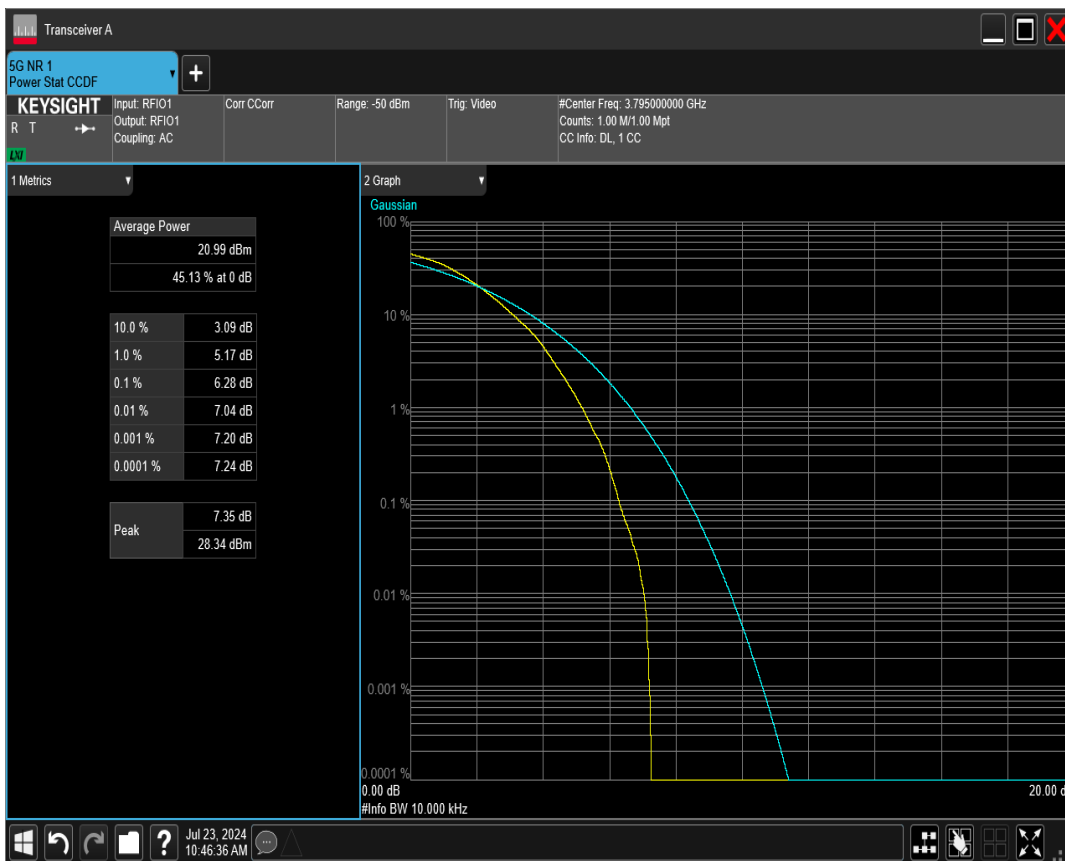 Transceiver A
5G NR 1
Power Stat CCDF
KEYSIGHT
R T
LXI
Input: RFIO1
Output: RFIO1
Coupling: AC
Corr CCorr
Range: -50 dBm
Trig: Video
#Center Freq: 3.795000000 GHz
Counts: 1.00 M/1.00 Mpt
CC Info: DL, 1 CC
1 Metrics
Average Power
20.99 dBm
45.13 % at 0 dB
10.0 % 3.09 dB
1.0 % 5.17 dB
0.1 % 6.28 dB
0.01 % 7.04 dB
0.001 % 7.20 dB
0.0001 % 7.24 dB
Peak
7.35 dB
28.34 dBm
2 Graph
Gaussian
100 %
10 %
1 %
0.1 %
0.01 %
0.001 %
0.0001 %
0.00 dB 20.00 d
#Info BW 10.000 kHz
?
Jul 23, 2024
10:46:36 AM